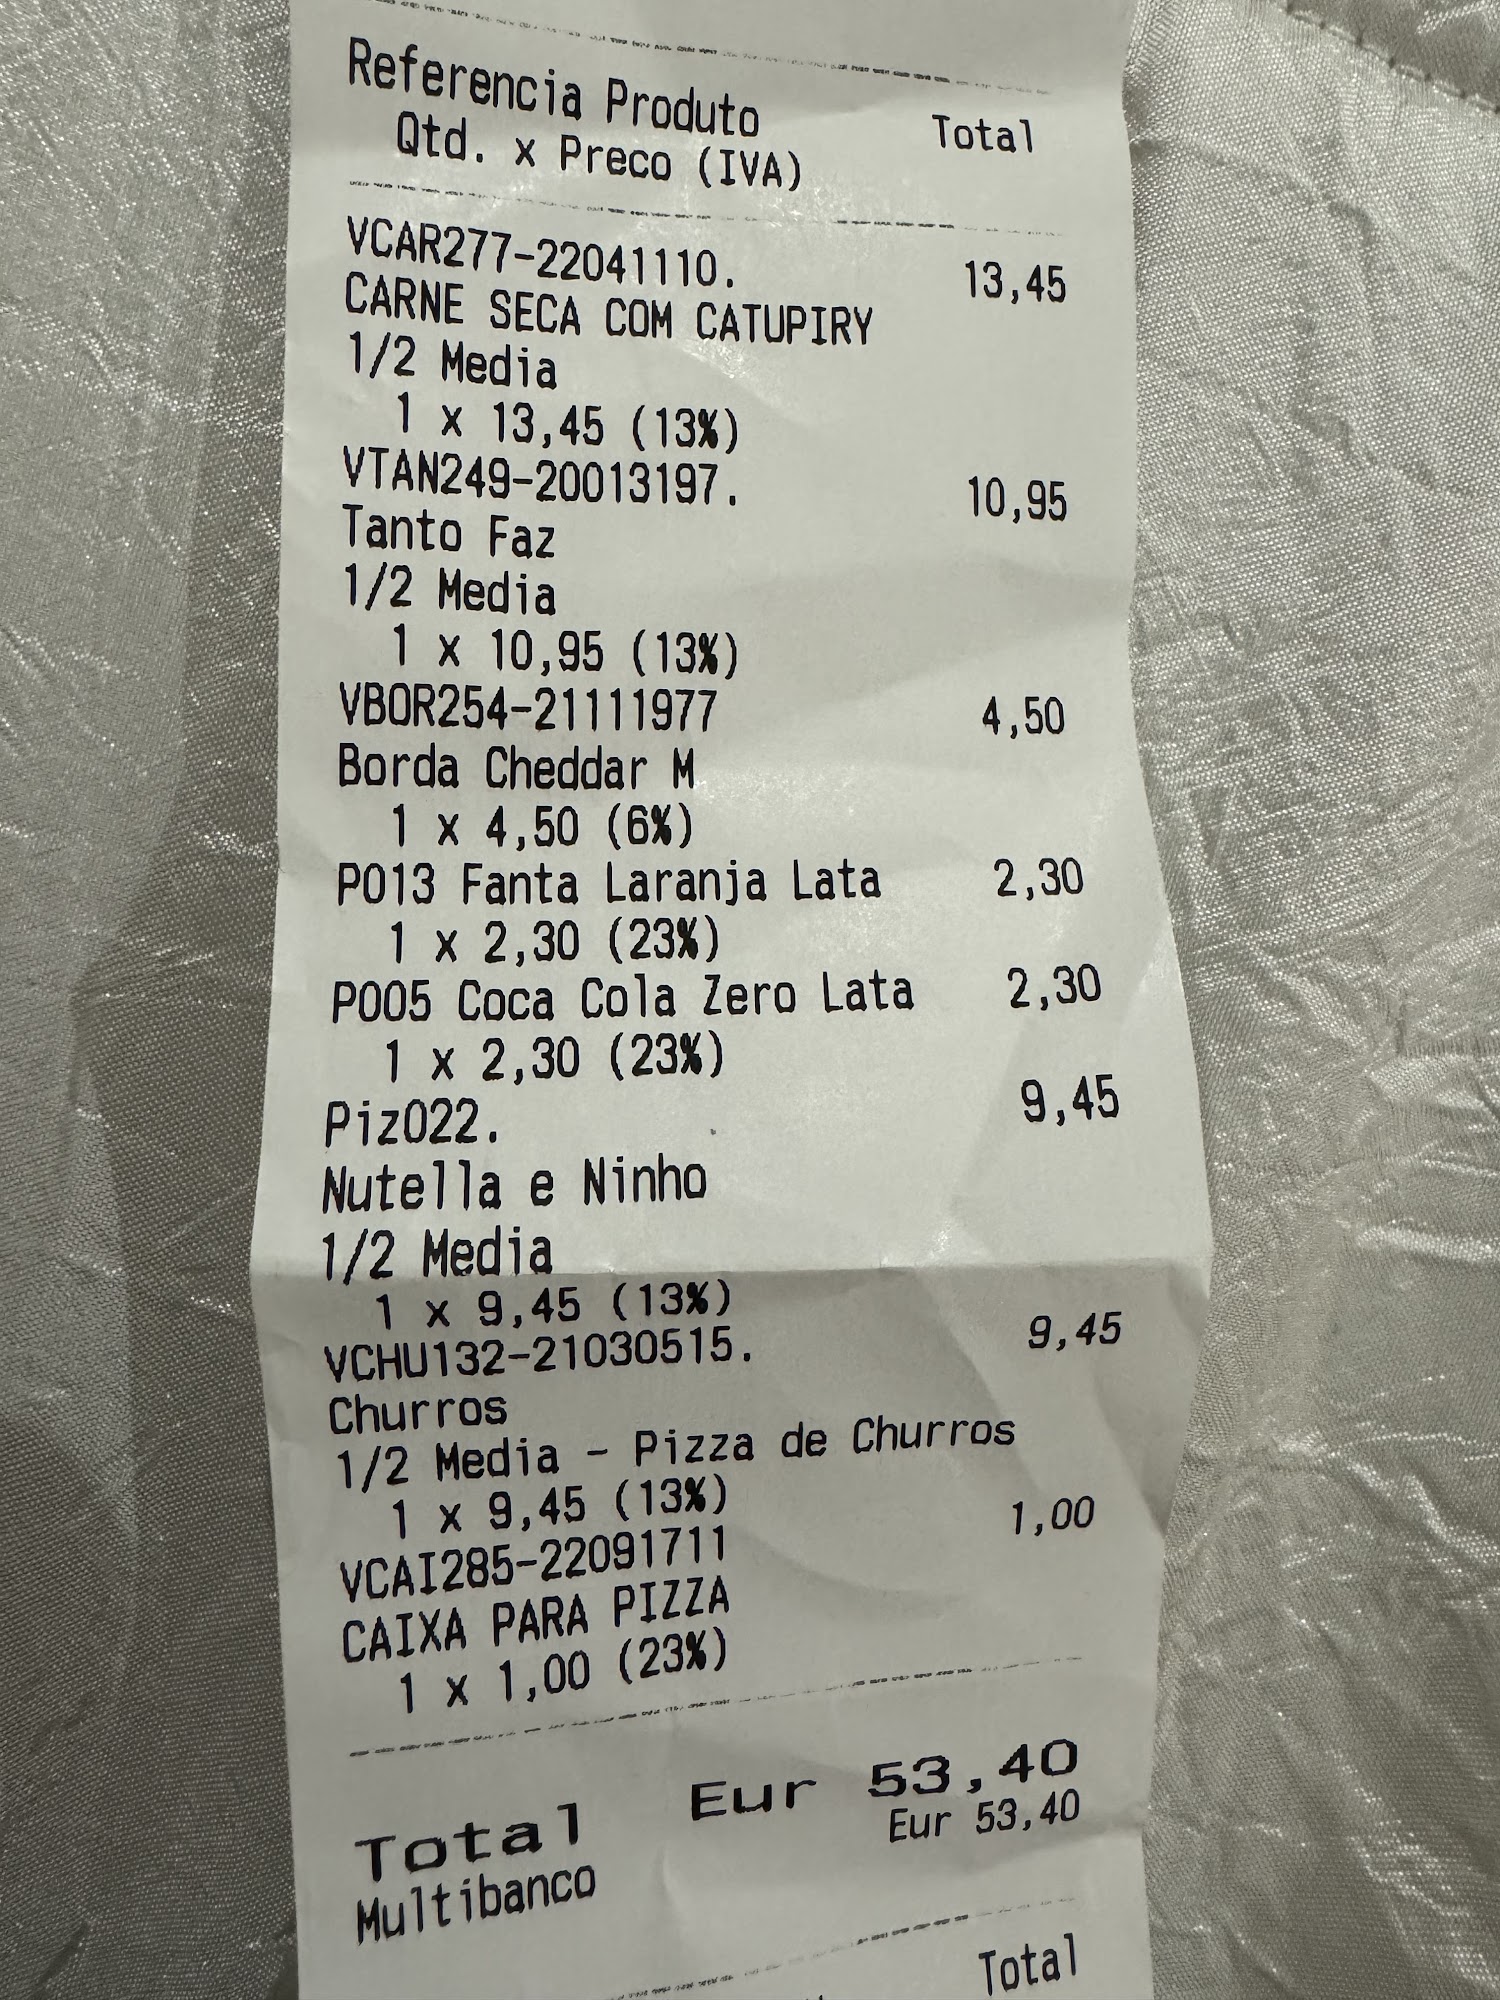 Referencia Produto Total
Qtd. x Preco (IVA)
VCAR277-22041110. 13,45
CARNE SECA COM CATUPIRY
1/2 Media
1 x 13,45 (13%)
VTAN249-20013197. 10,95
Tanto Faz
1/2 Media
1 x 10,95 (13%)
VBOR254-21111977 4,50
Borda Cheddar M
1 x 4,50 (6%)
P013 Fanta Laranja Lata 2,30
1 x 2,30 (23%)
P005 Coca Cola Zero Lata 2,30
1 x 2,30 (23%)
Piz022. 9,45
Nutella e Ninho
1/2 Media
1 x 9,45 (13%)
VCHU132-21030515. 9,45
Churros
1/2 Media - Pizza de Churros
1 x 9,45 (13%)
VCAI285-22091711 1,00
CAIXA PARA PIZZA
1 x 1,00 (23%)
Total Eur 53,40
Multibanco Eur 53,40
Total